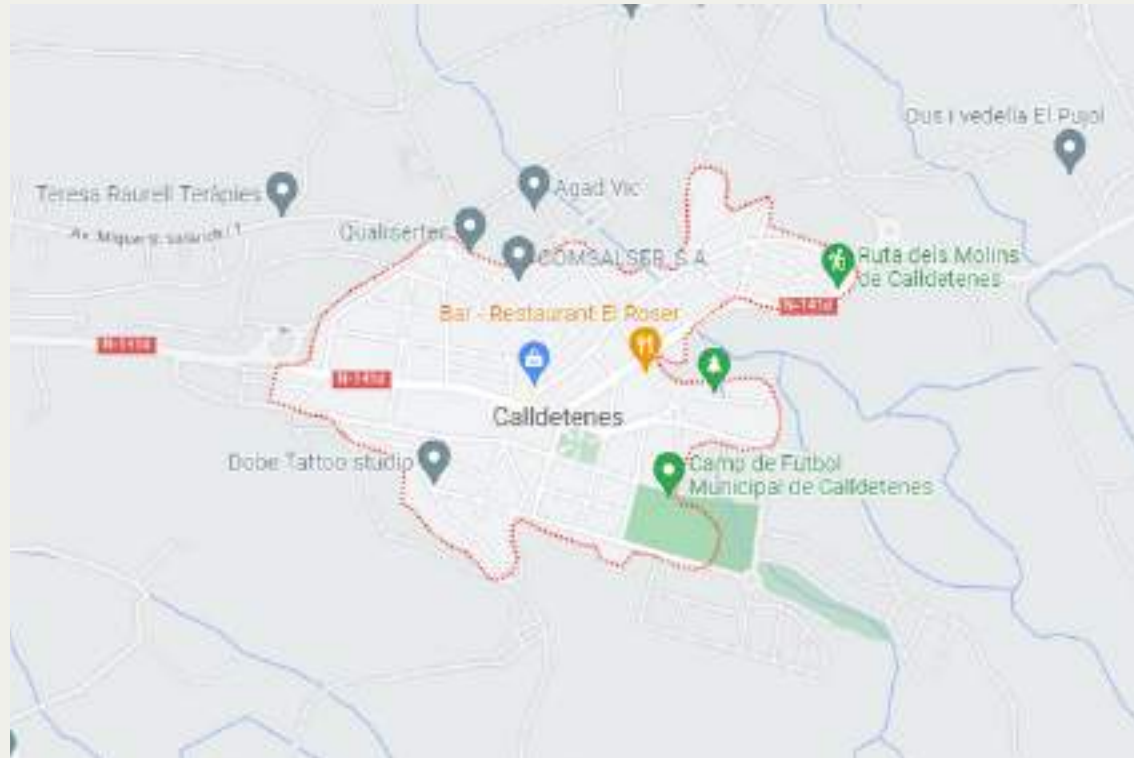 Ous i vedella El Pujol
Teresa Raurell Teràpies
Agad Vic
Qualisertec
COMSALSER, S.A.
Ruta dels Molins
de Calldetenes
N-141d
Bar - Restaurant El Roser
N-141d
N-141d
Calldetenes
Dobe Tattoo studio
Camp de Futbol
Municipal de Calldetenes